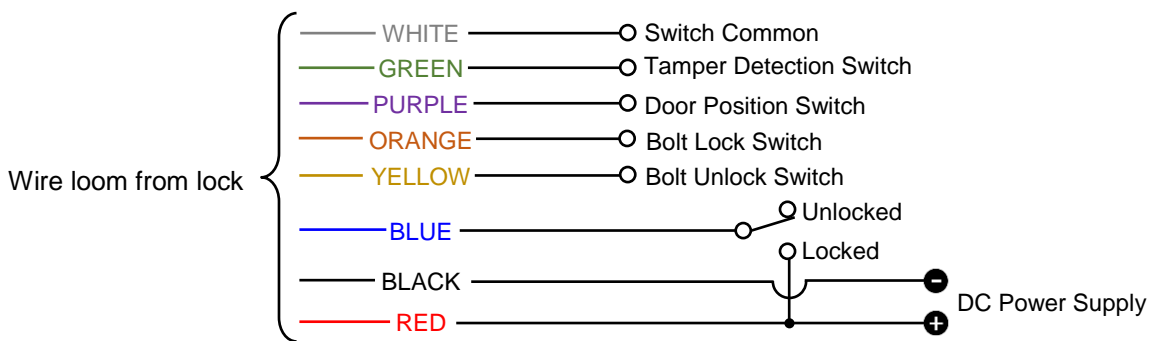 WHITE Switch Common
GREEN Tamper Detection Switch
PURPLE Door Position Switch
ORANGE Bolt Lock Switch
Wire loom from lock
YELLOW Bolt Unlock Switch
Unlocked
BLUE
Locked
BLACK -
DC Power Supply
RED +